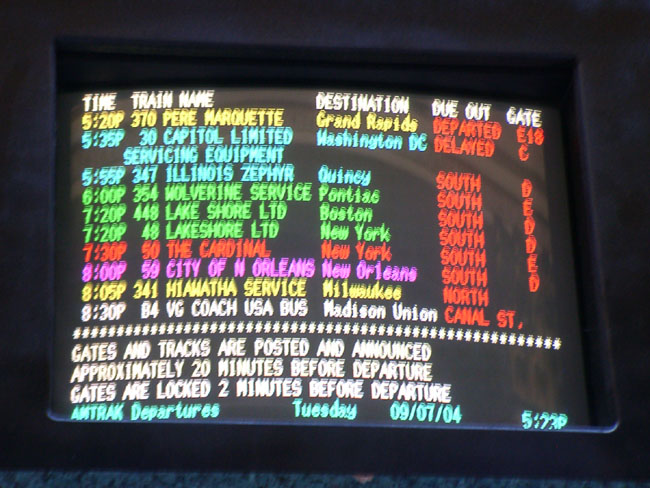 TIME TRAIN NAME DESTINATION DUE OUT GATE
5:20P 370 PERE MARQUETTE Grand Rapids DEPARTED E18
5:35P 30 CAPITOL LIMITED Washington DC DELAYED C
SERVICING EQUIPMENT
5:55P 347 ILLINOIS ZEPHYR Quincy SOUTH D
6:00P 354 WOLVERINE SERVICE Pontiac SOUTH E
7:20P 448 LAKE SHORE LTD Boston SOUTH D
7:20P 48 LAKESHORE LTD New York SOUTH D
7:30P 50 THE CARDINAL New York SOUTH E
8:00P 59 CITY OF N ORLEANS New Orleans SOUTH D
8:05P 341 HIAWATHA SERVICE Milwaukee NORTH
8:30P B4 VG COACH USA BUS Madison Union CANAL ST.
**************************************************
GATES AND TRACKS ARE POSTED AND ANNOUNCED
APPROXIMATELY 20 MINUTES BEFORE DEPARTURE
GATES ARE LOCKED 2 MINUTES BEFORE DEPARTURE
AMTRAK Departures Tuesday 09/07/04 5:23P